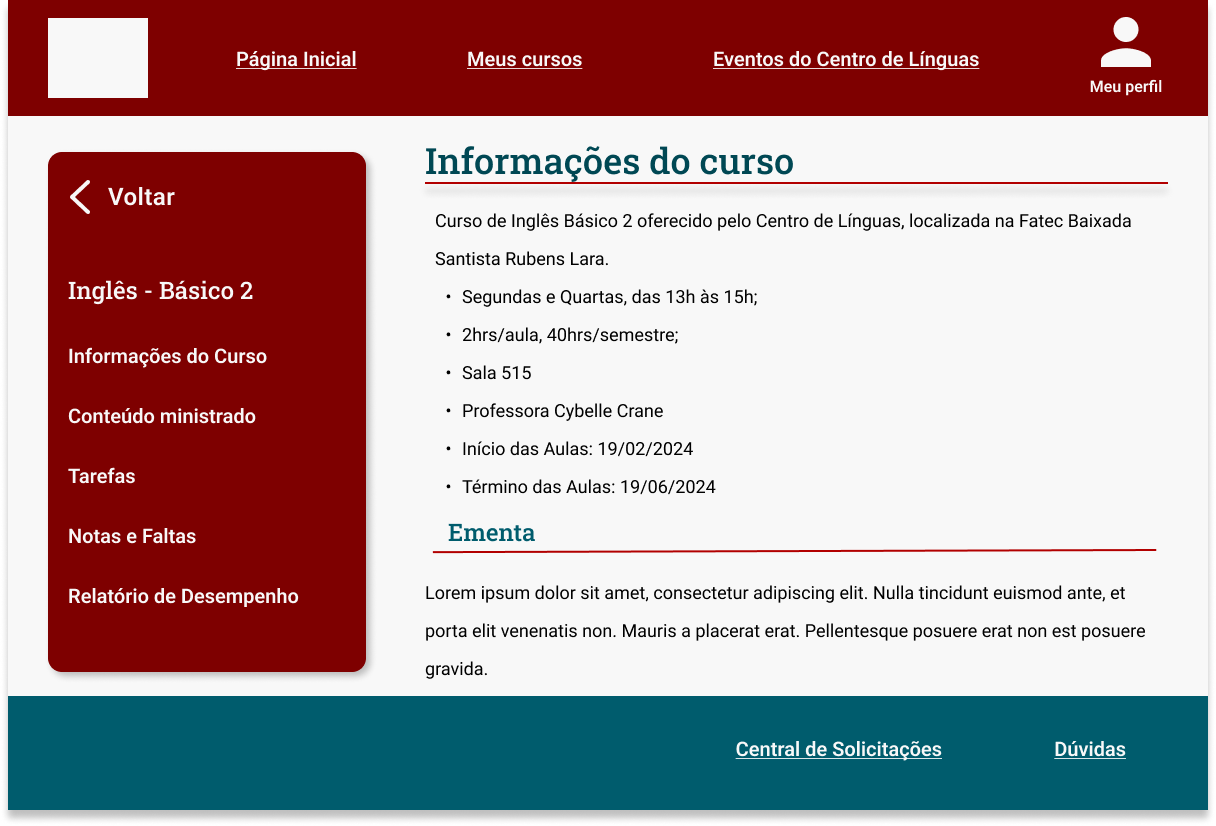 Página Inicial
Meus cursos
Eventos do Centro de Línguas
Meu perfil
Voltar
Inglês - Básico 2
Informações do Curso
Conteúdo ministrado
Tarefas
Notas e Faltas
Relatório de Desempenho
Informações do curso
Curso de Inglês Básico 2 oferecido pelo Centro de Línguas, localizada na Fatec Baixada
Santista Rubens Lara.
• Segundas e Quartas, das 13h às 15h;
• 2hrs/aula, 40hrs/semestre;
• Sala 515
• Professora Cybelle Crane
• Início das Aulas: 19/02/2024
• Término das Aulas: 19/06/2024
Ementa
Lorem ipsum dolor sit amet, consectetur adipiscing elit. Nulla tincidunt euismod ante, et
porta elit venenatis non. Mauris a placerat erat. Pellentesque posuere erat non est posuere
gravida.
Central de Solicitações
Dúvidas